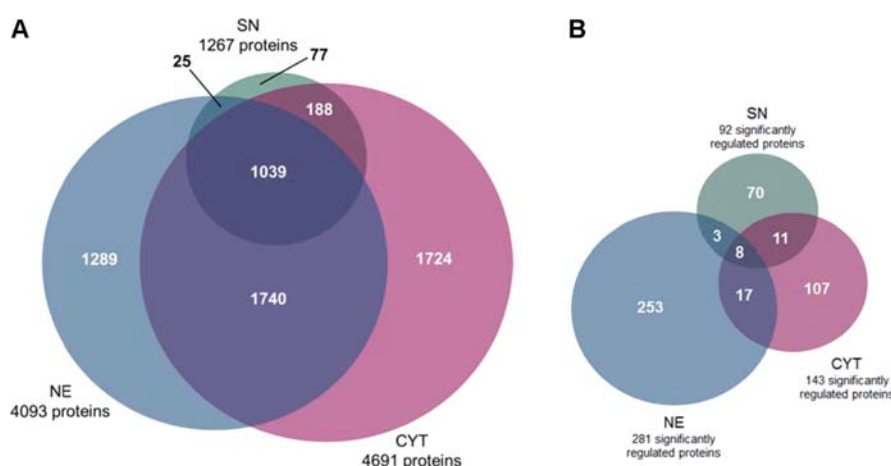 A
SN
1267 proteins
25
77
188
1039
1289
1724
1740
NE
4093 proteins
CYT
4691 proteins
B
SN
92 significantly
regulated proteins
70
3
11
8
253
17
107
CYT
143 significantly
regulated proteins
NE
281 significantly
regulated proteins